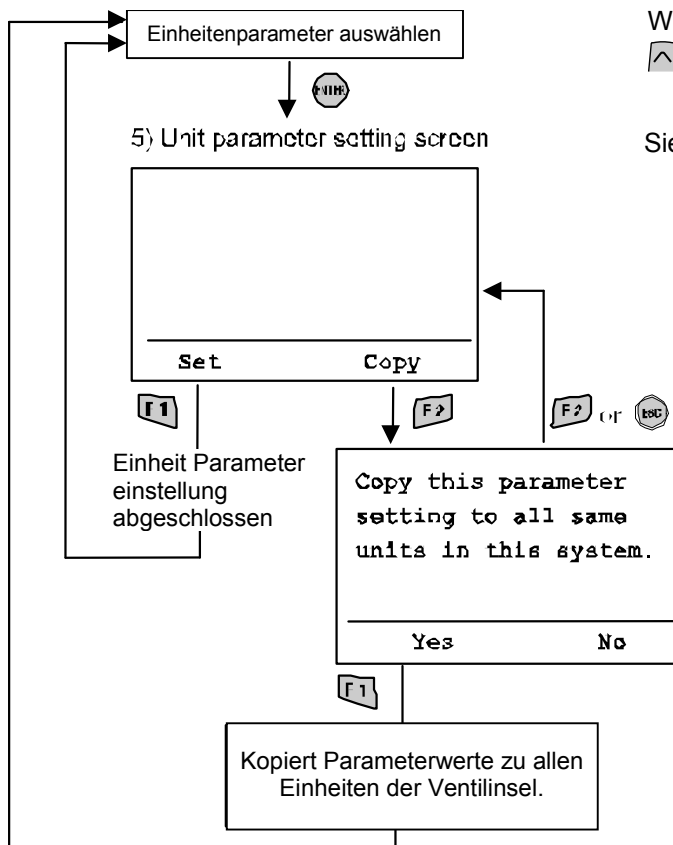 Einheitenparameter auswählen
W
ENTER
5) Unit parameter setting screen
Sie
Set Copy
F1 F2 F2 or ESC
Einheit Parameter
einstellung
abgeschlossen
Copy this parameter
setting to all same
units in this system.
Yes No
F1
Kopiert Parameterwerte zu allen
Einheiten der Ventilinsel.